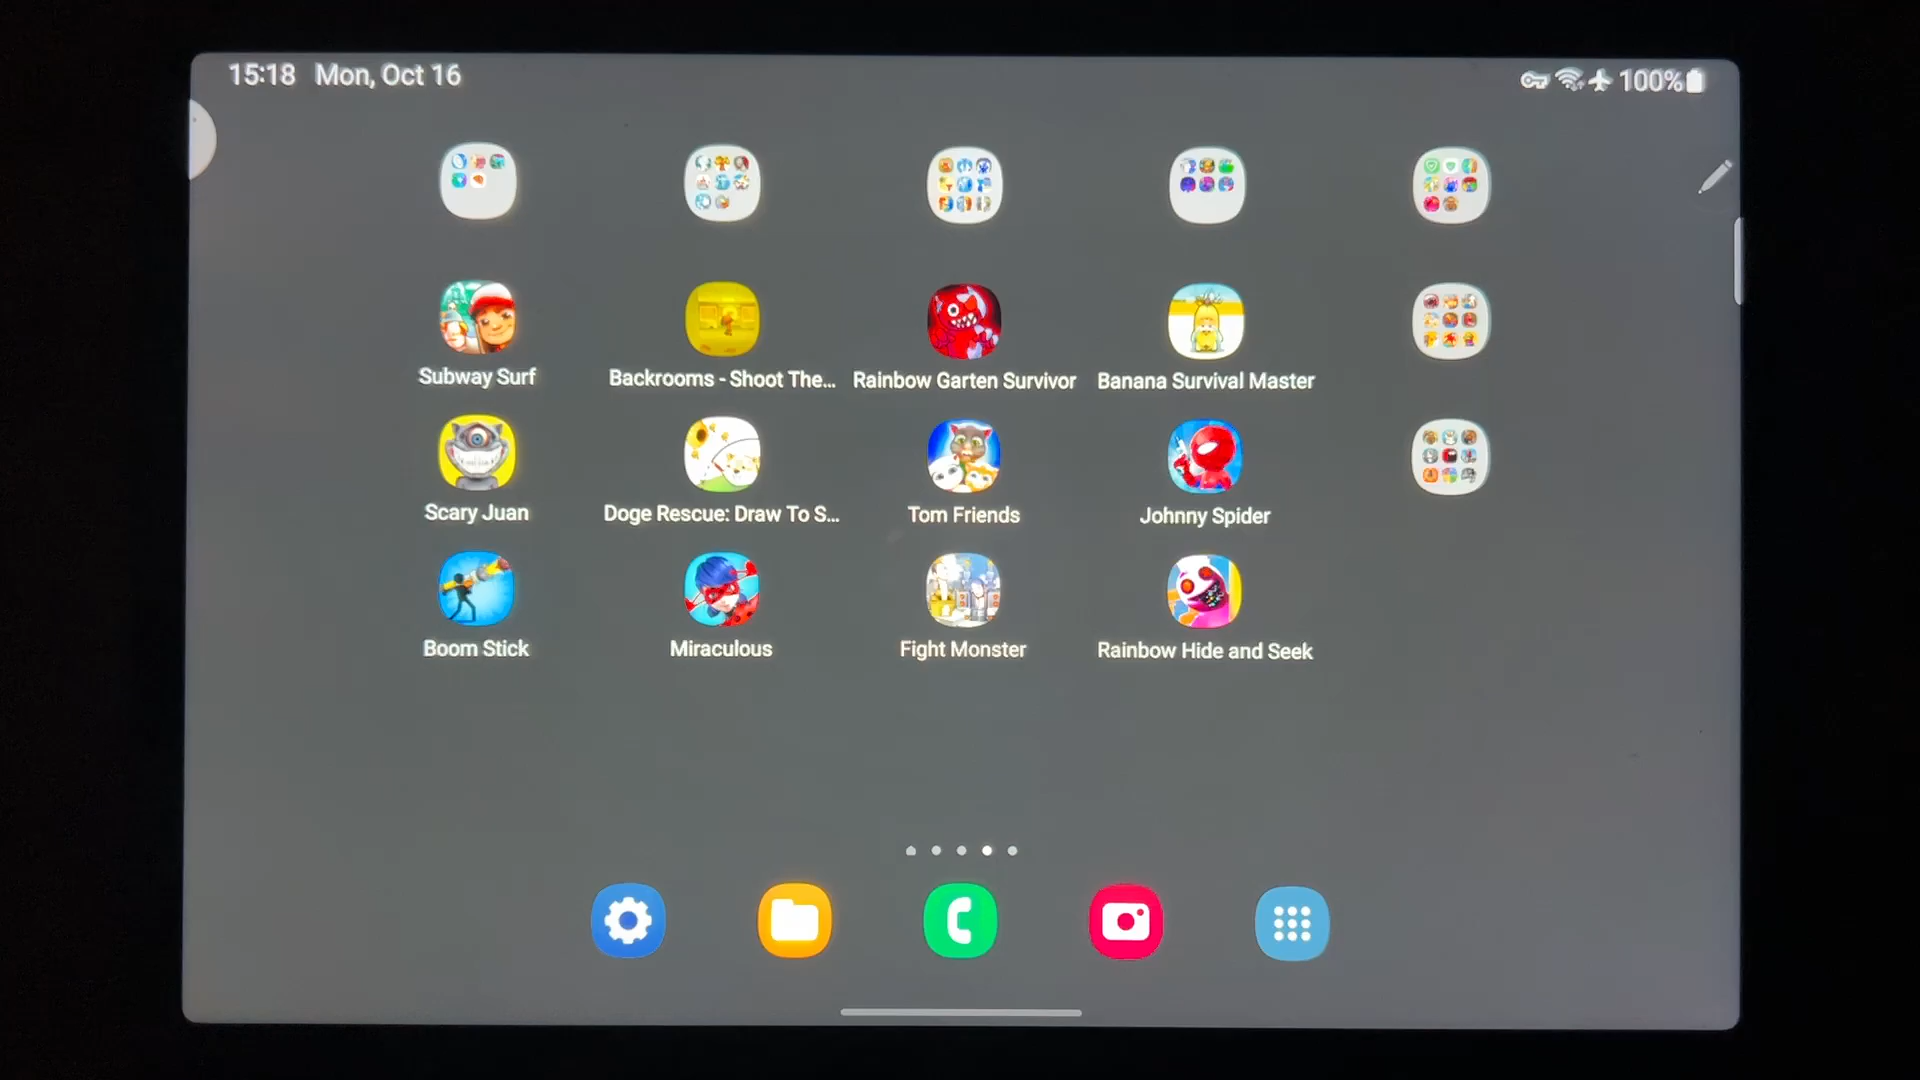 15:18 Mon, Oct 16
100%
Subway Surf
Backrooms - Shoot The...
Rainbow Garten Survivor
Banana Survival Master
Scary Juan
Doge Rescue: Draw To S...
Tom Friends
Johnny Spider
Boom Stick
Miraculous
Fight Monster
Rainbow Hide and Seek